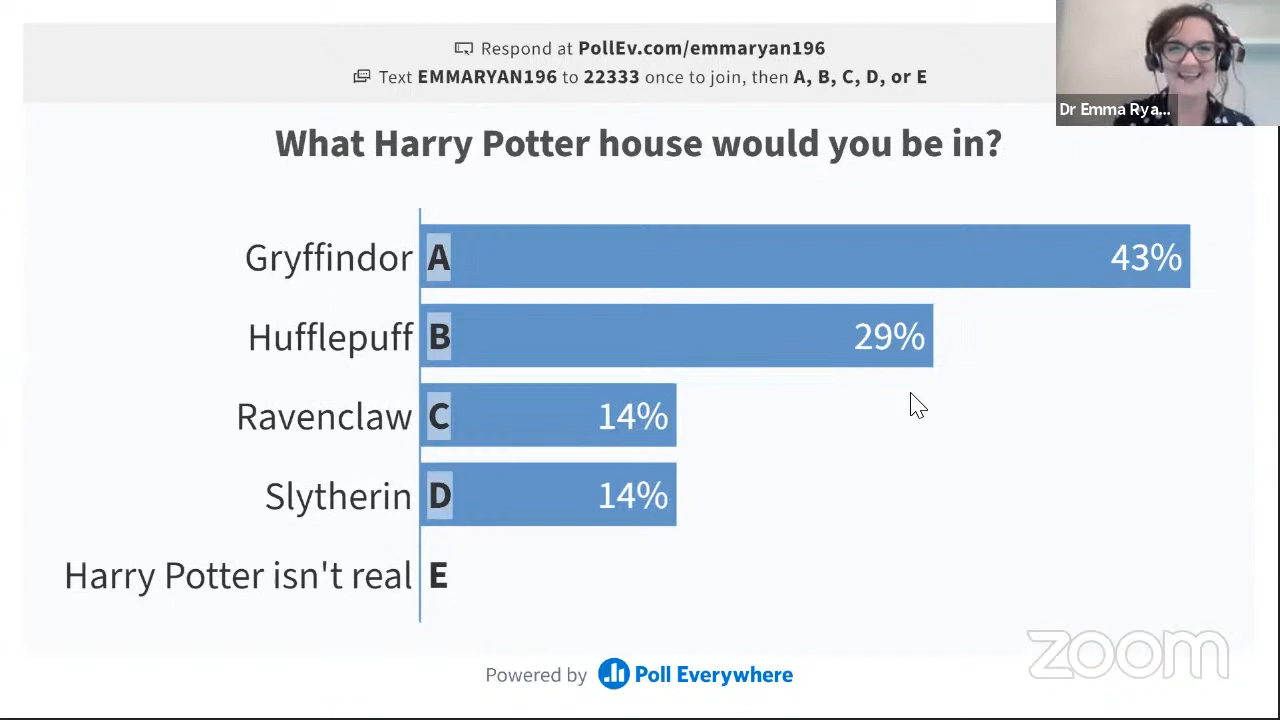 Respond at PollEv.com/emmaryan196
Text EMMARYAN196 to 22333 once to join, then A, B, C, D, or E
Dr Emma Rya...
What Harry Potter house would you be in?
Gryffindor A 43%
Hufflepuff B 29%
Ravenclaw C 14%
Slytherin D 14%
Harry Potter isn't real E
Powered by Poll Everywhere
zoom